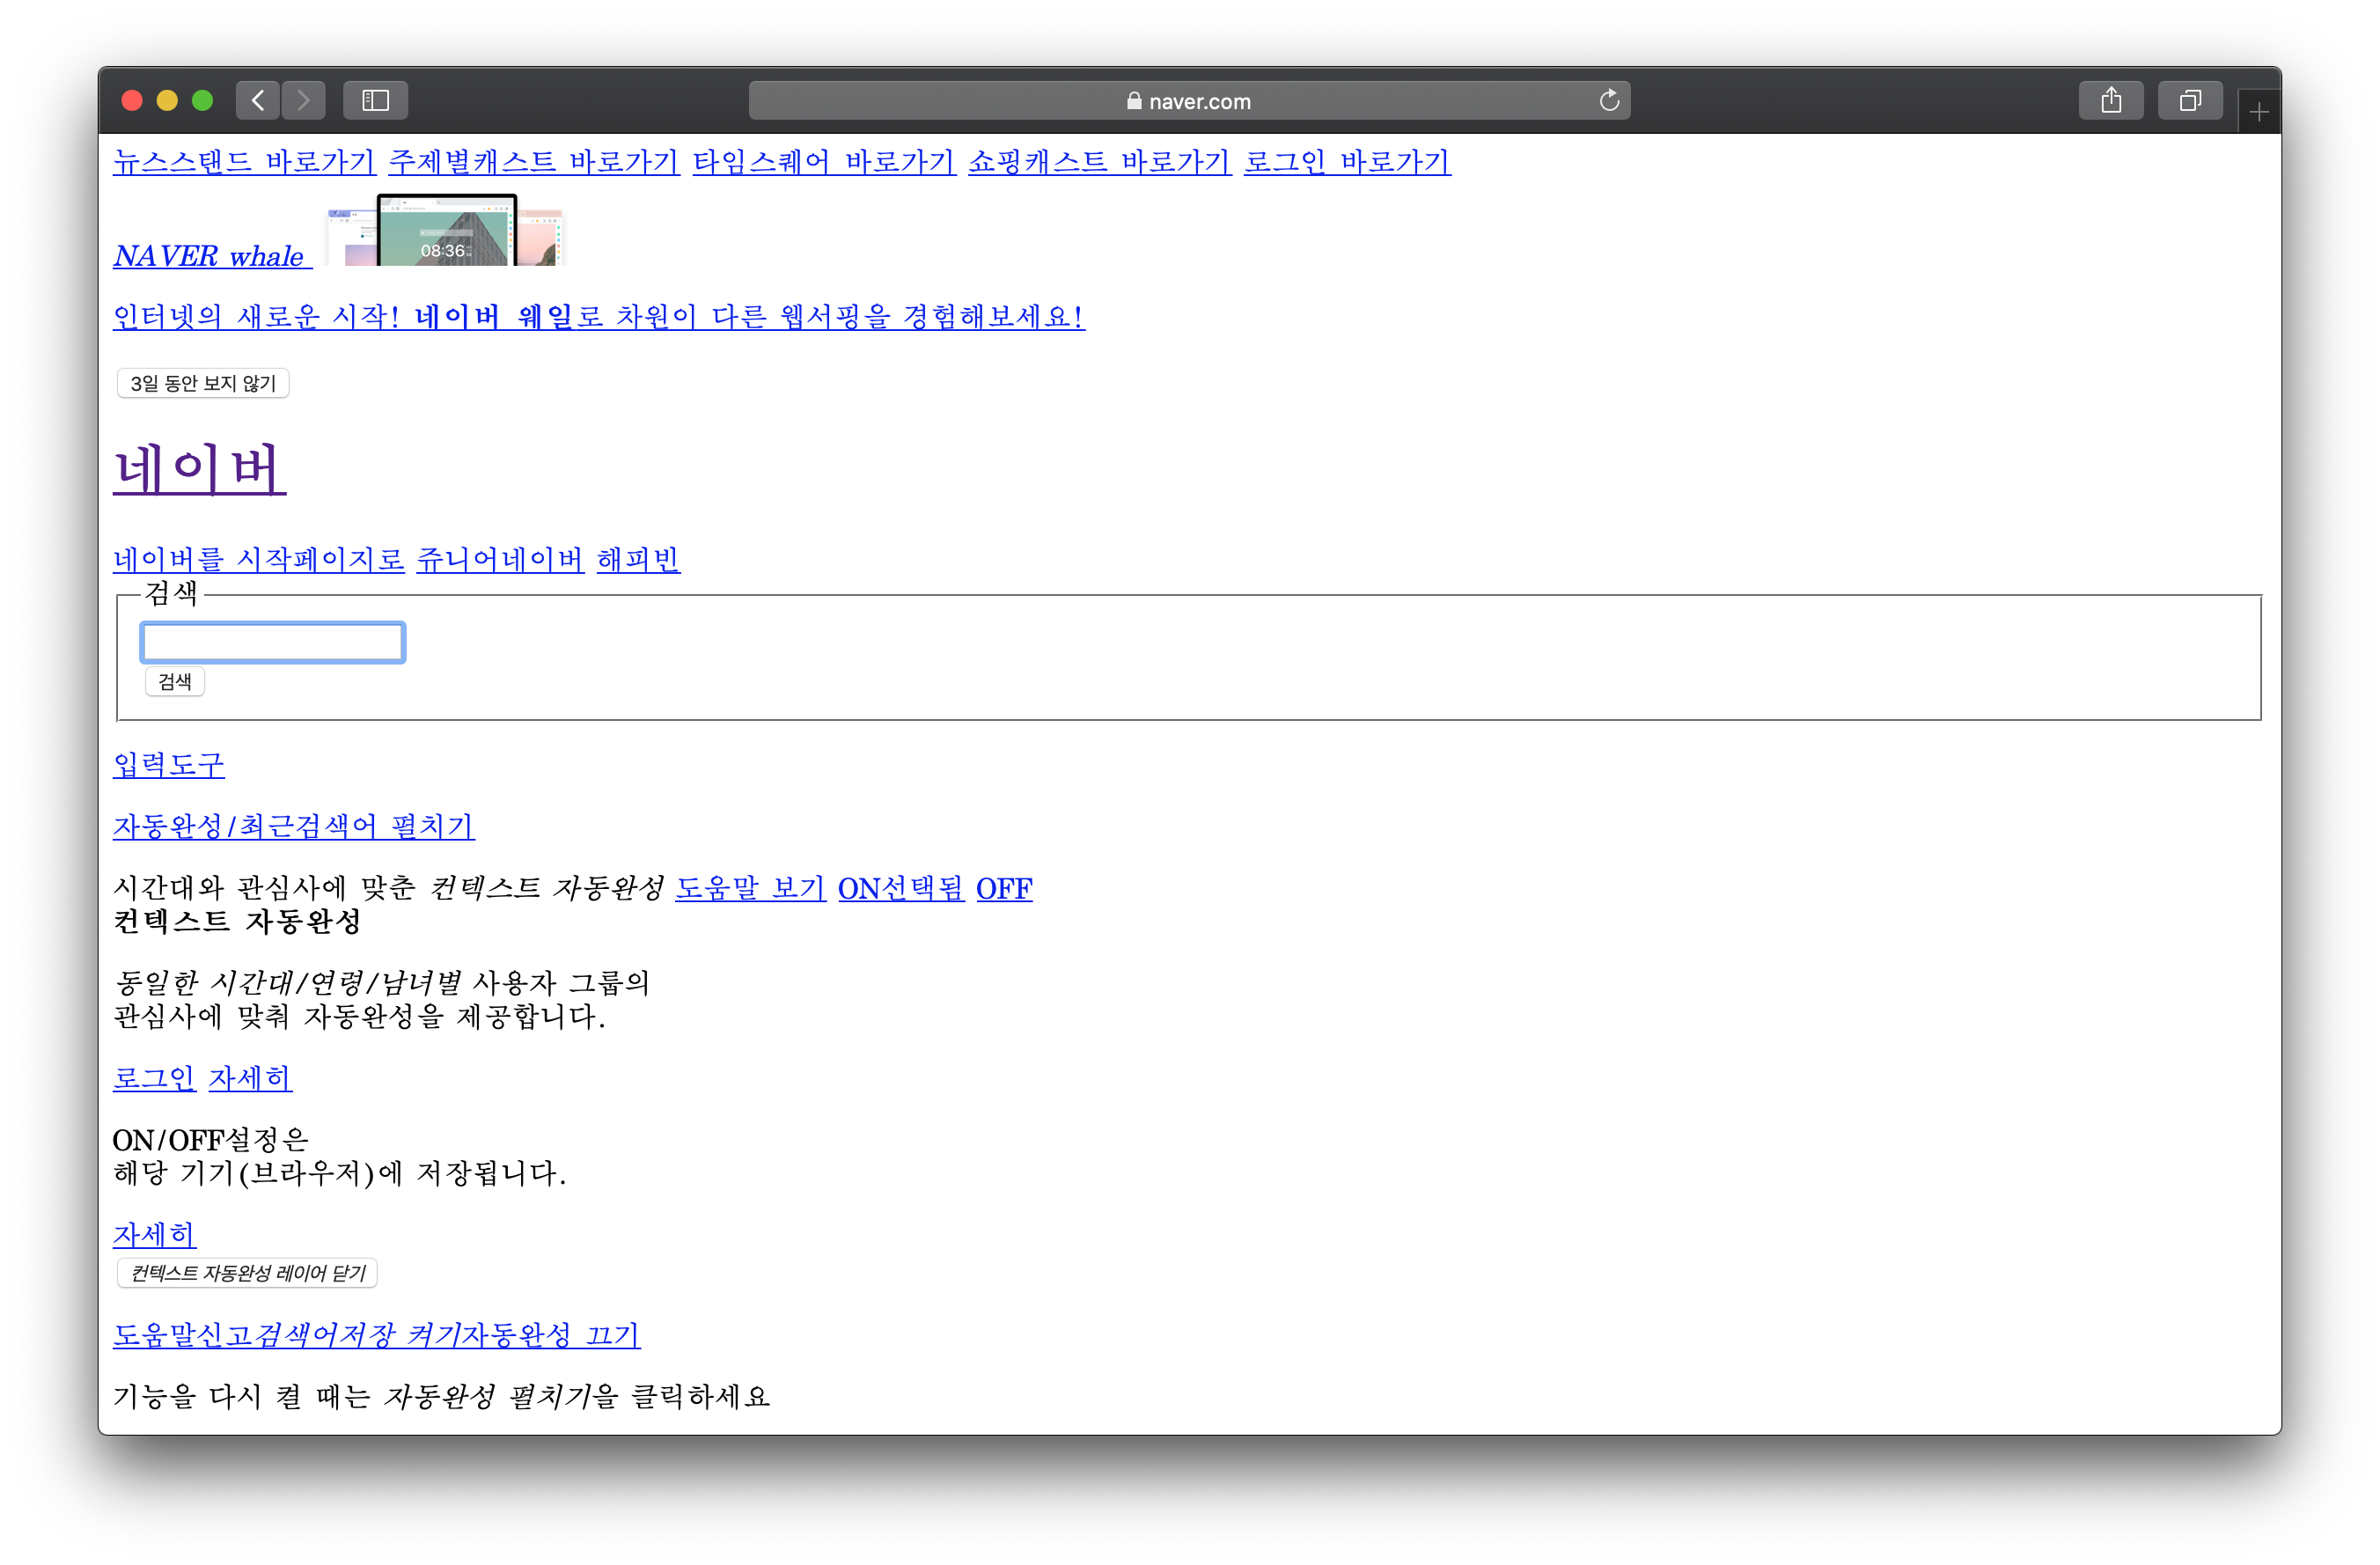 naver.com
뉴스스탠드 바로가기 주제별캐스트 바로가기 타임스퀘어 바로가기 쇼핑캐스트 바로가기 로그인 바로가기
08:36
NAVER whale
인터넷의 새로운 시작! 네이버 웨일로 차원이 다른 웹서핑을 경험해보세요!
3일 동안 보지 않기
네이버
네이버를 시작페이지로 쥬니어네이버 해피빈
검색
검색
입력도구
자동완성/최근검색어 펼치기
시간대와 관심사에 맞춘 컨텍스트 자동완성 도움말 보기 ON선택됨 OFF
컨텍스트 자동완성
동일한 시간대/연령/남녀별 사용자 그룹의
관심사에 맞춰 자동완성을 제공합니다.
로그인 자세히
ON/OFF설정은
해당 기기(브라우저)에 저장됩니다.
자세히
컨텍스트 자동완성 레이어 닫기
도움말신고검색어저장 켜기자동완성 끄기
기능을 다시 켤 때는 자동완성 펼치기을 클릭하세요